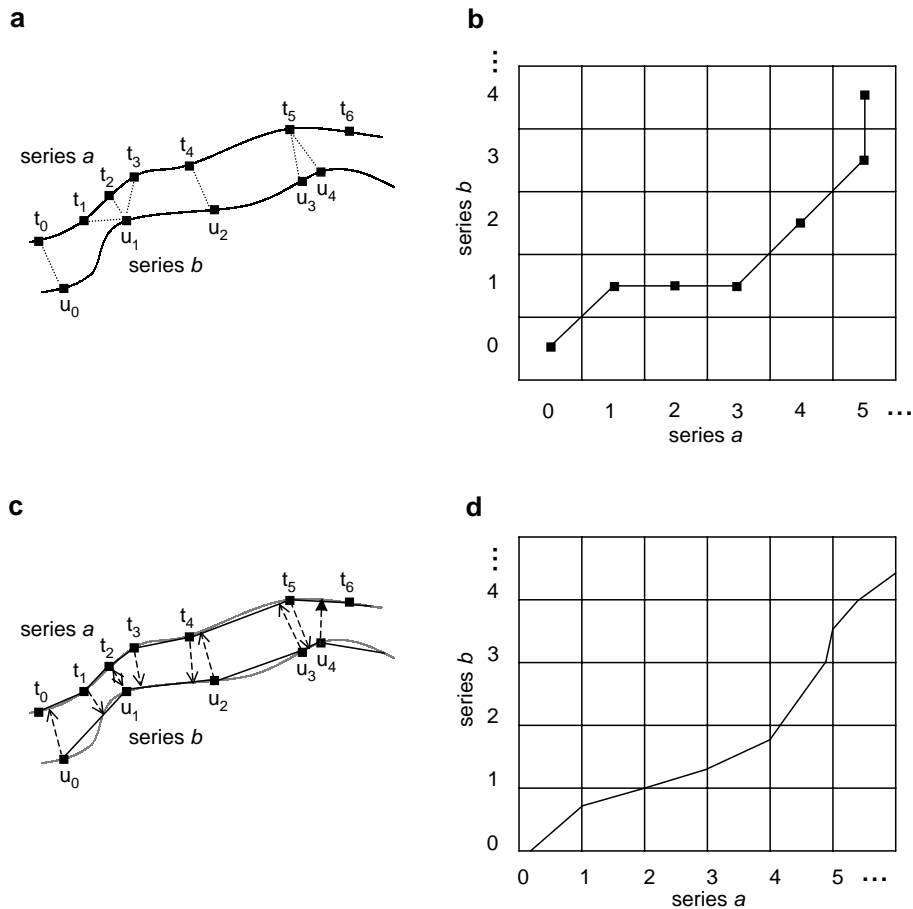 a
series a
t0 t1 t2 t3 t4 t5 t6
u0 u1 u2 u3 u4
series b
b
⋮
4
3
2
1
0
series b
0 1 2 3 4 5 ...
series a
c
series a
t0 t1 t2 t3 t4 t5 t6
u0 u1 u2 u3 u4
series b
d
⋮
4
3
2
1
0
series b
0 1 2 3 4 5 ...
series a